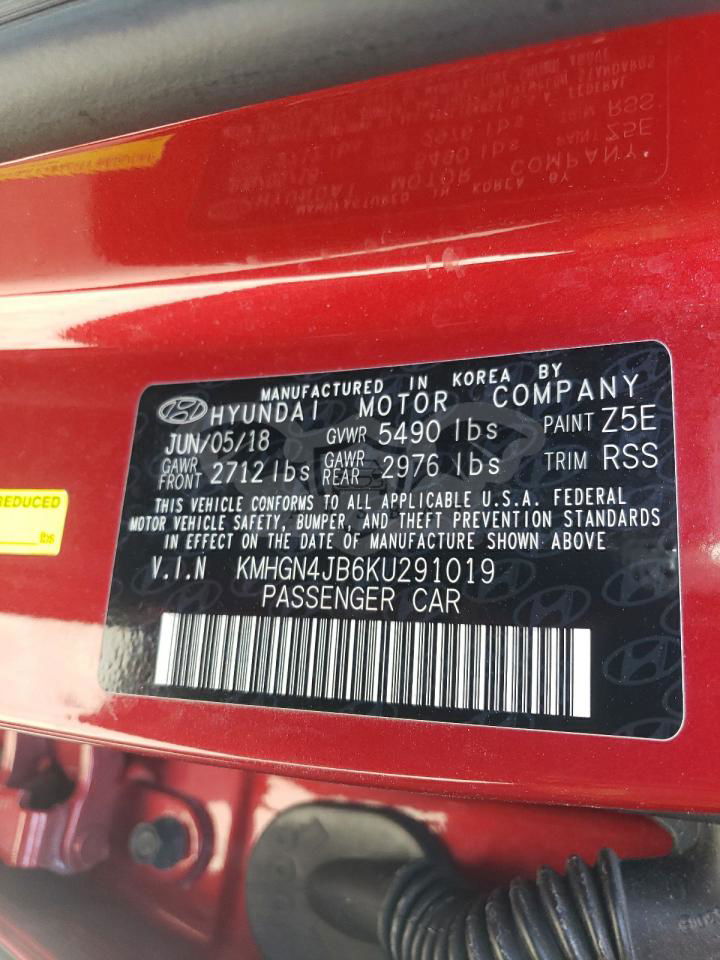 MANUFACTURED IN KOREA BY
HYUNDAI MOTOR COMPANY
JUN/05/18 GVWR 5490 lbs PAINT Z5E
GAWR FRONT 2712 lbs GAWR REAR 2976 lbs TRIM RSS
THIS VEHICLE CONFORMS TO ALL APPLICABLE U.S.A. FEDERAL
MOTOR VEHICLE SAFETY, BUMPER, AND THEFT PREVENTION STANDARDS
IN EFFECT ON THE DATE OF MANUFACTURE SHOWN ABOVE
V.I.N KMHGN4JB6KU291019
PASSENGER CAR
REDUCED
lbs